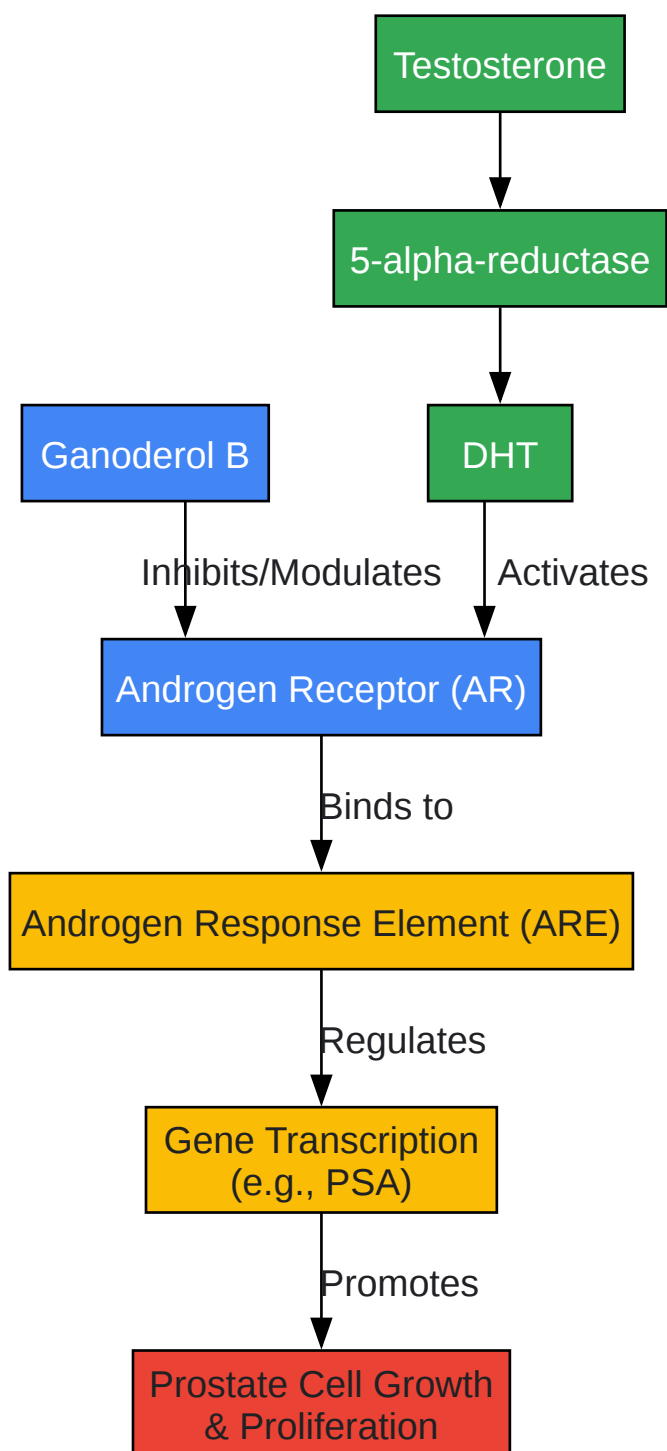 Testosterone
5-alpha-reductase
Ganoderol B
DHT
Inhibits/Modulates
Activates
Androgen Receptor (AR)
Binds to
Androgen Response Element (ARE)
Regulates
Gene Transcription
(e.g., PSA)
Promotes
Prostate Cell Growth
& Proliferation